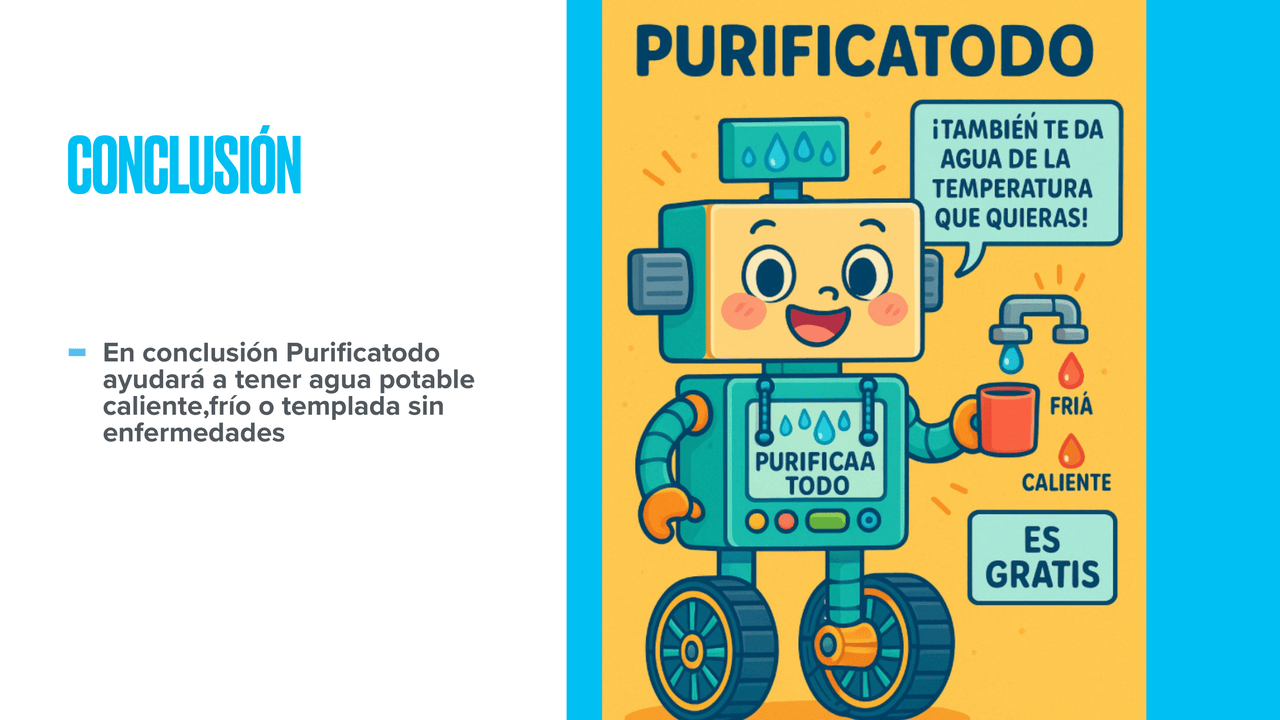 CONCLUSIÓN
En conclusión Purificatodo
ayudará a tener agua potable
caliente,frío o templada sin
enfermedades
PURIFICATODO
¡TAMBIÉŃ TE DA
AGUA DE LA
TEMPERATURA
QUE QUIERAS!
PURIFICAA
TODO
FRIÁ
CALIENTE
ES
GRATIS